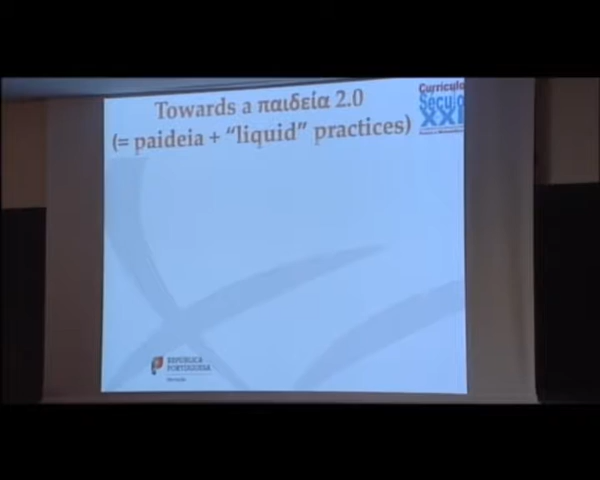 Towards a παιδεία 2.0
(= paideia + “liquid” practices)
Currículo
Século
XXI
REPÚBLICA
PORTUGUESA